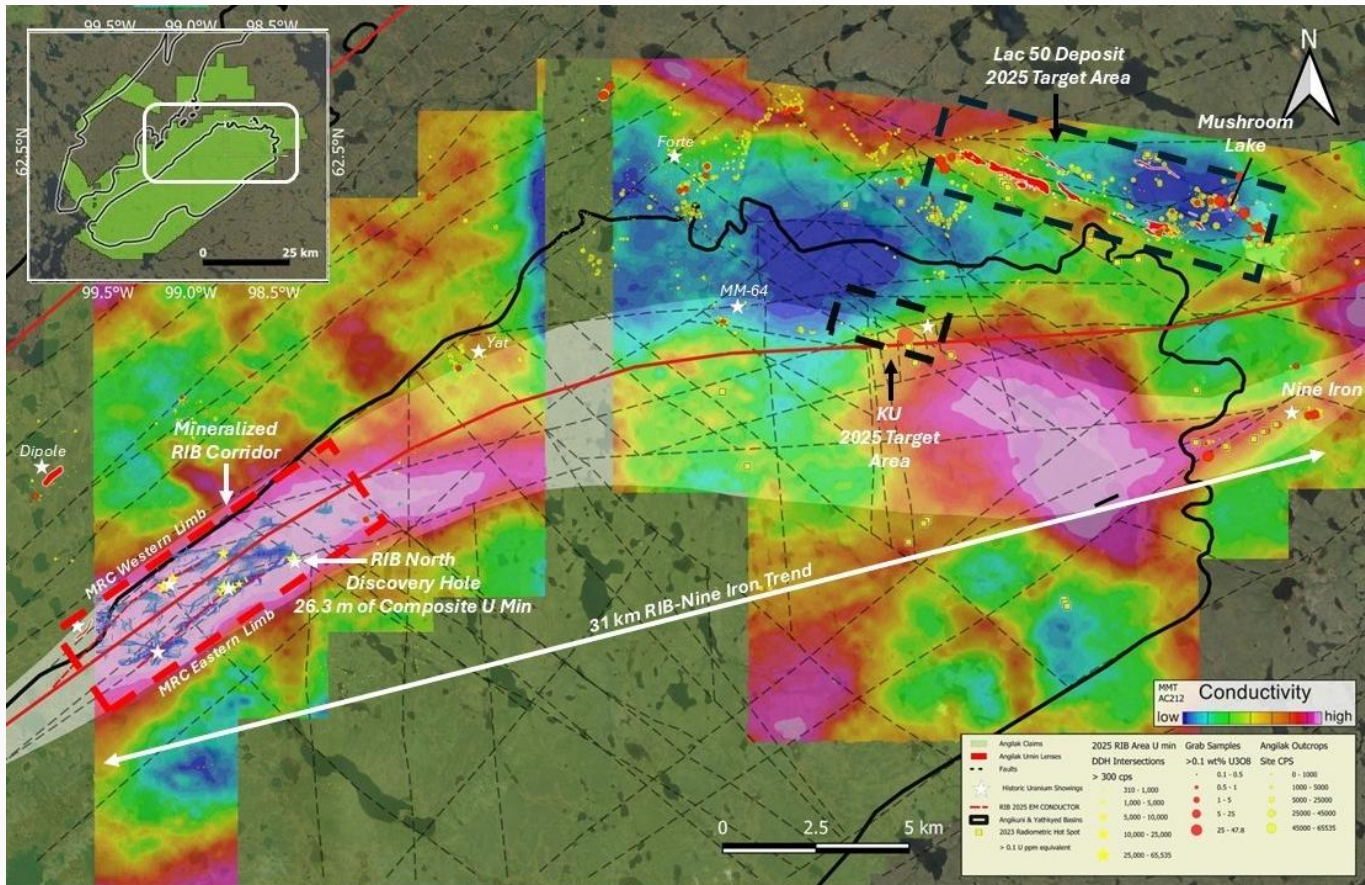 99.5°W 99.0°W 98.5°W
62.5°N
62.5°N
0 25 km
99.5°W 99.0°W 98.5°W
N
Lac 50 Deposit
2025 Target Area
Mushroom
Lake
Forte
MM-64
Yat
KU
2025 Target
Area
Nine Iron
Dipole
Mineralized
RIB Corridor
MRC Western Limb
MRC Eastern Limb
RIB North
Discovery Hole
26.3 m of Composite U Min
31 km RIB-Nine Iron Trend
0 2.5 5 km
MMT
AC212
Conductivity
low high
Angilak Claims
Angilak Umin Lenses
Faults
Historic Uranium Showings
RIB 2025 EM CONDUCTOR
Angikuni & Yathkyed Basins
2023 Radiometric Hot Spot
> 0.1 U ppm equivalent
2025 RIB Area U min
DDH Intersections
> 300 cps
310 - 1,000
1,000 - 5,000
5,000 - 10,000
10,000 - 25,000
25,000 - 65,535
Grab Samples
>0.1 wt% U3O8
0.1 - 0.5
0.5 - 1
1 - 5
5 - 25
25 - 47.8
Angilak Outcrops
Site CPS
0 - 1000
1000 - 5000
5000 - 25000
25000 - 45000
45000 - 65535